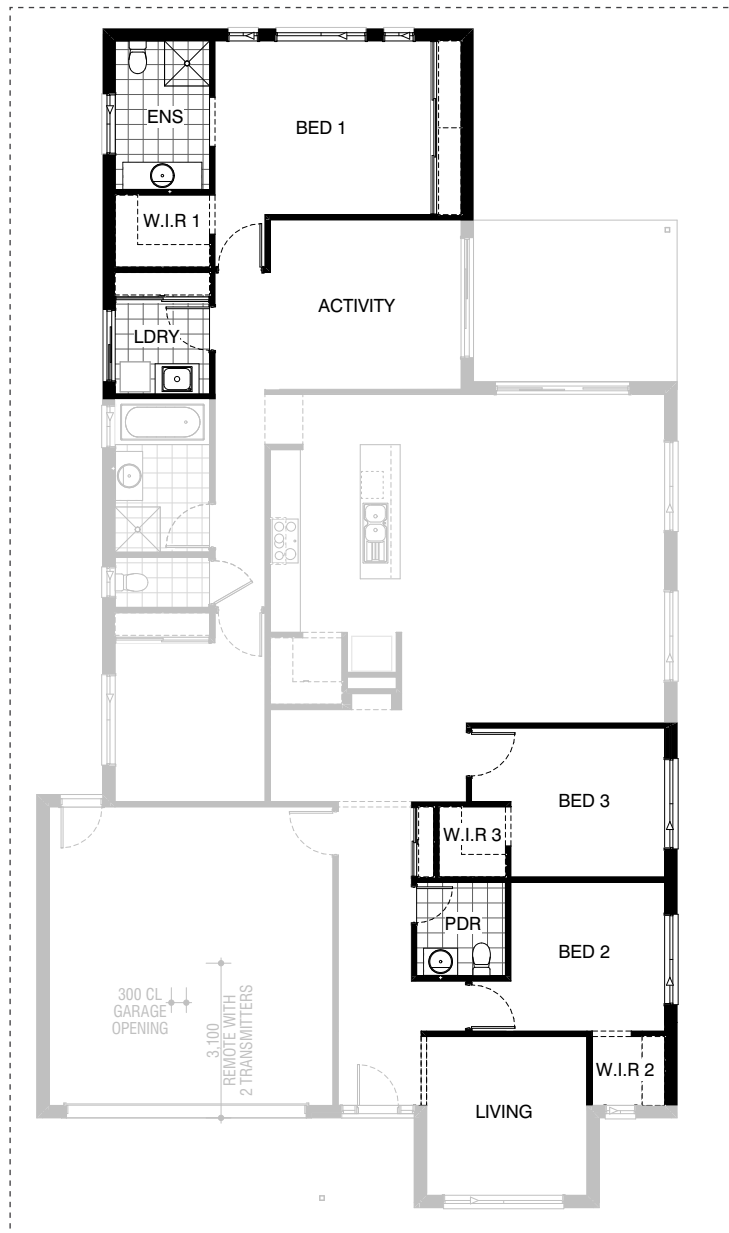 ENS
BED 1
W.I.R 1
ACTIVITY
LDRY
BED 3
W.I.R 3
PDR
BED 2
300 CL
GARAGE
OPENING
3,100
REMOTE WITH
2 TRANSMITTERS
W.I.R 2
LIVING